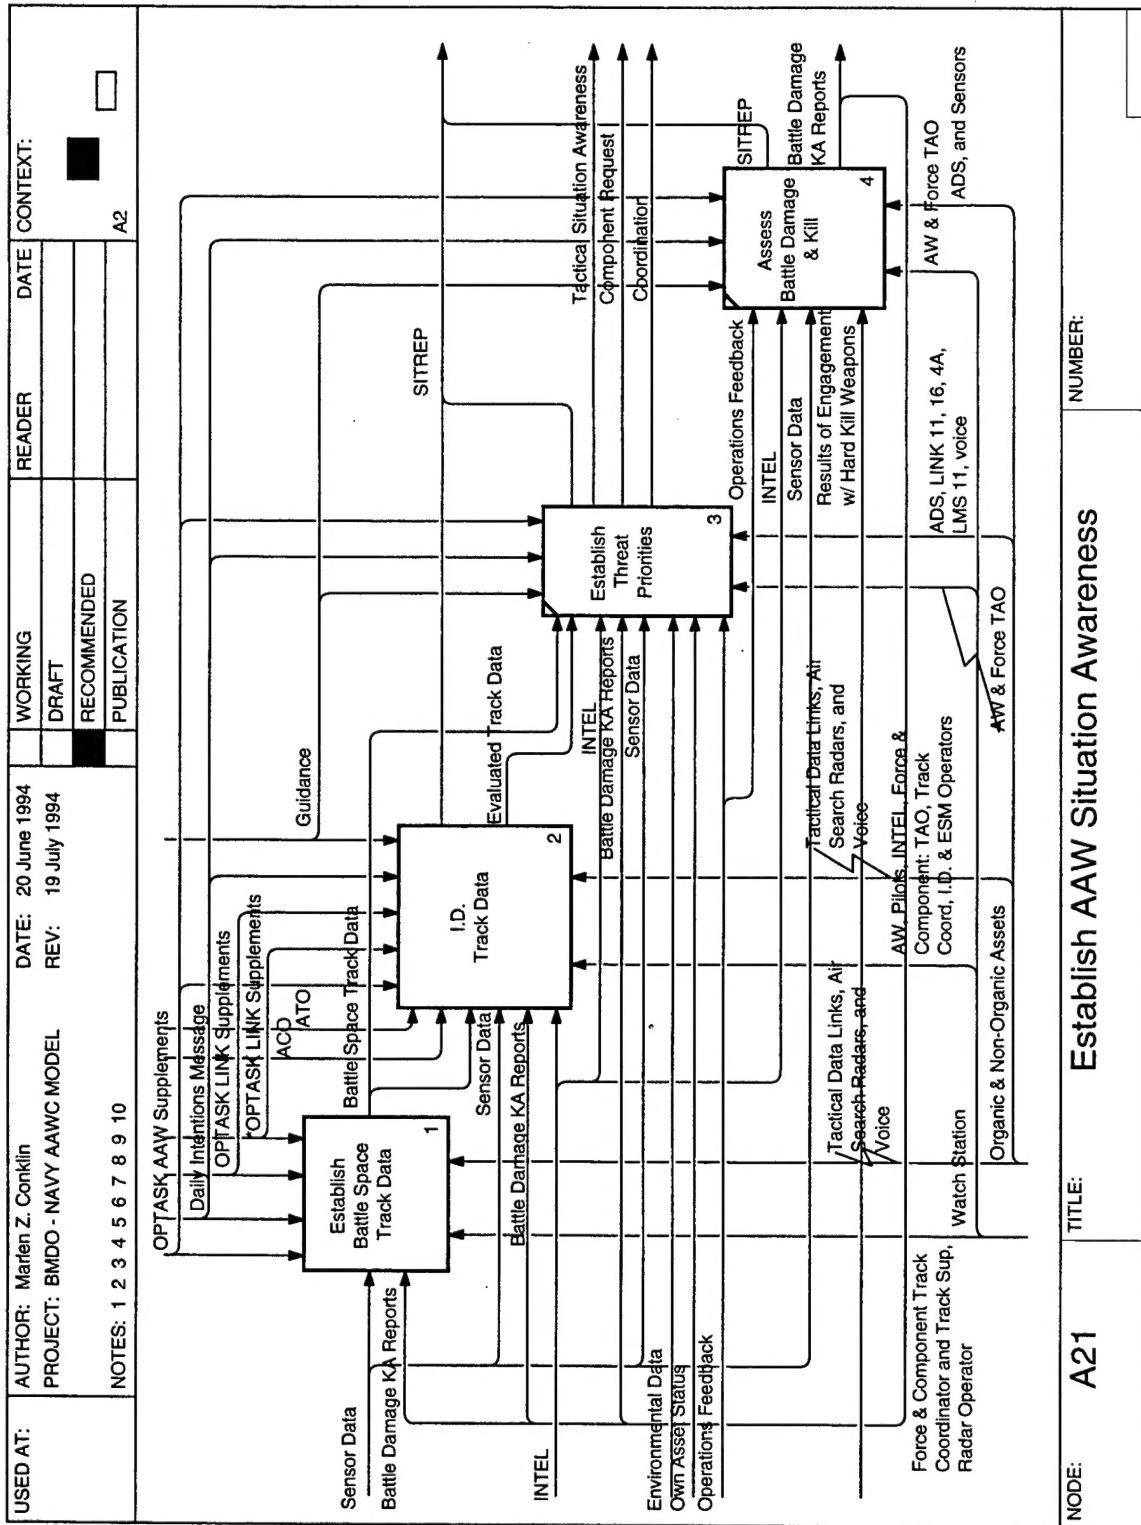 USED AT:
AUTHOR: Marlen Z. Conklin
DATE: 20 June 1994
PROJECT: BMDO - NAVY AAWC MODEL
REV: 19 July 1994
NOTES: 1 2 3 4 5 6 7 8 9 10
WORKING
DRAFT
RECOMMENDED
PUBLICATION
READER
DATE
CONTEXT:
A2
OPTASK AAW Supplements
Daily Intentions Message
OPTASK LINK Supplements
*OPTASK LINK Supplements
ACO
ATO
Guidance
Battle Space Track Data
Sensor Data
Battle Damage KA Reports
Establish
Battle Space
Track Data
1
Sensor Data
Battle Damage KA Reports
INTEL
I.D.
Track Data
2
Evaluated Track Data
SITREP
INTEL
Battle Damage KA Reports
Sensor Data
Environmental Data
Own Asset Status
Operations Feedback
Establish
Threat
Priorities
3
Tactical Situation Awareness
Component Request
Coordination
Operations Feedback
INTEL
Sensor Data
Results of Engagement
w/ Hard Kill Weapons
Assess
Battle Damage
& Kill
4
SITREP
Battle Damage
KA Reports
AW & Force TAO
ADS, and Sensors
Tactical Data Links, Air
Search Radars, and
Voice
Tactical Data Links, Air
Search Radars, and
Voice
AW, Pilots, INTEL, Force &
Component: TAO, Track
Coord, I.D. & ESM Operators
ADS, LINK 11, 16, 4A,
LMS 11, voice
AW & Force TAO
Force & Component Track
Coordinator and Track Sup,
Radar Operator
Watch Station
Organic & Non-Organic Assets
NODE:
A21
TITLE:
Establish AAW Situation Awareness
NUMBER: